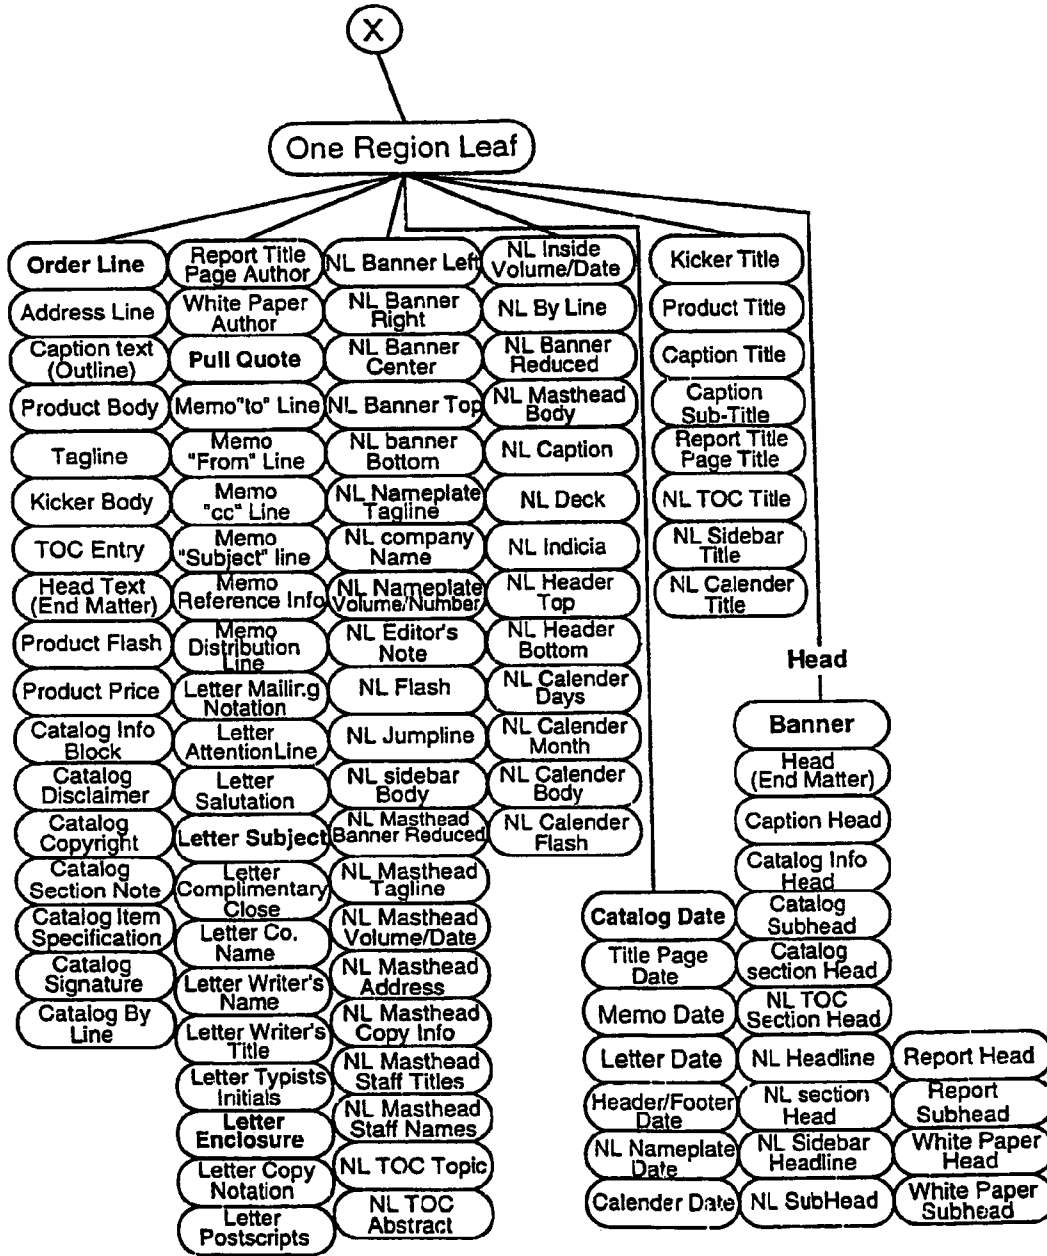 X
One Region Leaf
Order Line
Address Line
Caption text
(Outline)
Product Body
Tagline
Kicker Body
TOC Entry
Head Text
(End Matter)
Product Flash
Product Price
Catalog Info
Block
Catalog
Disclaimer
Catalog
Copyright
Catalog
Section Note
Catalog Item
Specification
Catalog
Signature
Catalog By
Line
Report Title
Page Author
White Paper
Author
Pull Quote
Memo"to" Line
Memo
"From" Line
Memo
"cc" Line
Memo
"Subject" line
Memo
Reference Info
Memo
Distribution
Line
Letter Mailir.g
Notation
Letter
AttentionLine
Letter
Salutation
Letter Subject
Letter
Complimentary
Close
Letter Co.
Name
Letter Writer's
Name
Letter Writer's
Title
Letter Typists
Initials
Letter
Enclosure
Letter Copy
Notation
Letter
Postscripts
NL Banner Left
NL Banner
Right
NL Banner
Center
NL Banner Top
NL banner
Bottom
NL Nameplate
Tagline
NL company
Name
NL Nameplate
Volume/Number
NL Editor's
Note
NL Flash
NL Jumpline
NL sidebar
Body
NL Masthead
Banner Reduced
NL Masthead
Tagline
NL Masthead
Volume/Date
NL Masthead
Address
NL Masthead
Copy Info
NL Masthead
Staff Titles
NL Masthead
Staff Names
NL TOC Topic
NL TOC
Abstract
NL Inside
Volume/Date
NL By Line
NL Banner
Reduced
NL Masthead
Body
NL Caption
NL Deck
NL Indicia
NL Header
Top
NL Header
Bottom
NL Calender
Days
NL Calender
Month
NL Calender
Body
NL Calender
Flash
Kicker Title
Product Title
Caption Title
Caption
Sub-Title
Report Title
Page Title
NL TOC Title
NL Sidebar
Title
NL Calender
Title
Catalog Date
Title Page
Date
Memo Date
Letter Date
Header/Footer
Date
NL Nameplate
Date
Calender Date
Head
Banner
Head
(End Matter)
Caption Head
Catalog Info
Head
Catalog
Subhead
Catalog
section Head
NL TOC
Section Head
NL Headline
NL section
Head
NL Sidebar
Headline
NL SubHead
Report Head
Report
Subhead
White Paper
Head
White Paper
Subhead